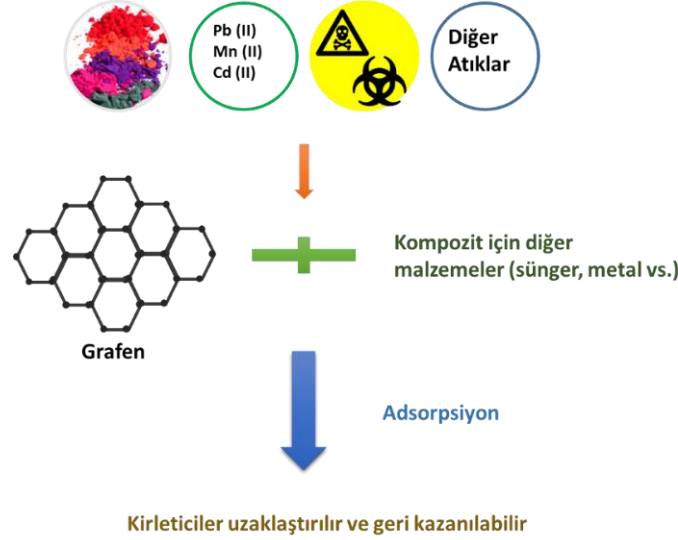 Pb (II)
Mn (II)
Cd (II)
Diğer
Atıklar
Kompozit için diğer
malzemeler (sünger, metal vs.)
Grafen
Adsorpsiyon
Kirleticiler uzaklaştırılır ve geri kazanılabilir